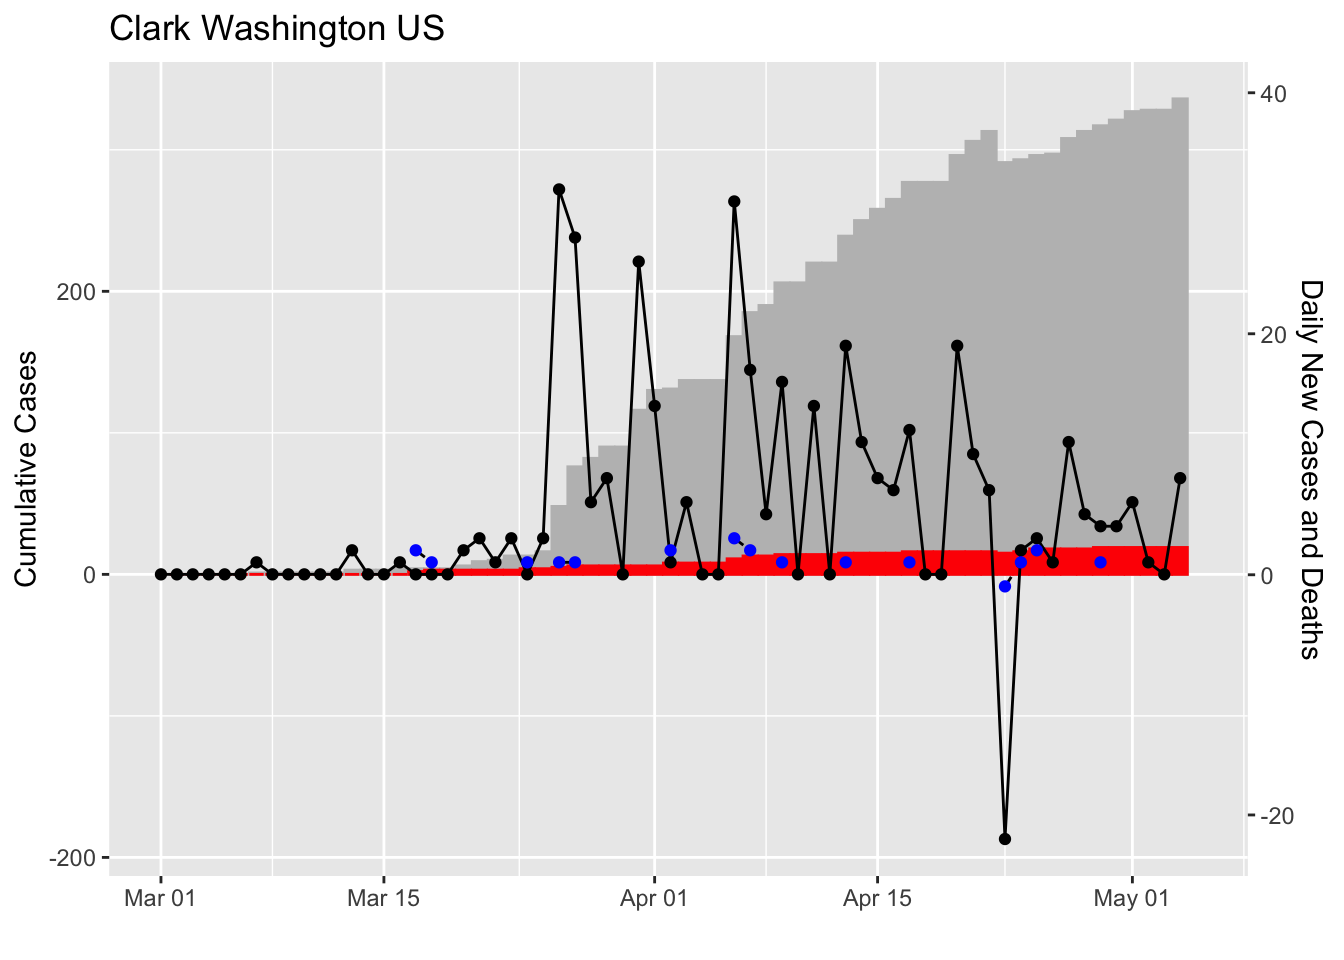 Clark Washington US
Cumulative Cases
200
0
-200
40
20
0
-20
Daily New Cases and Deaths
Mar 01
Mar 15
Apr 01
Apr 15
May 01